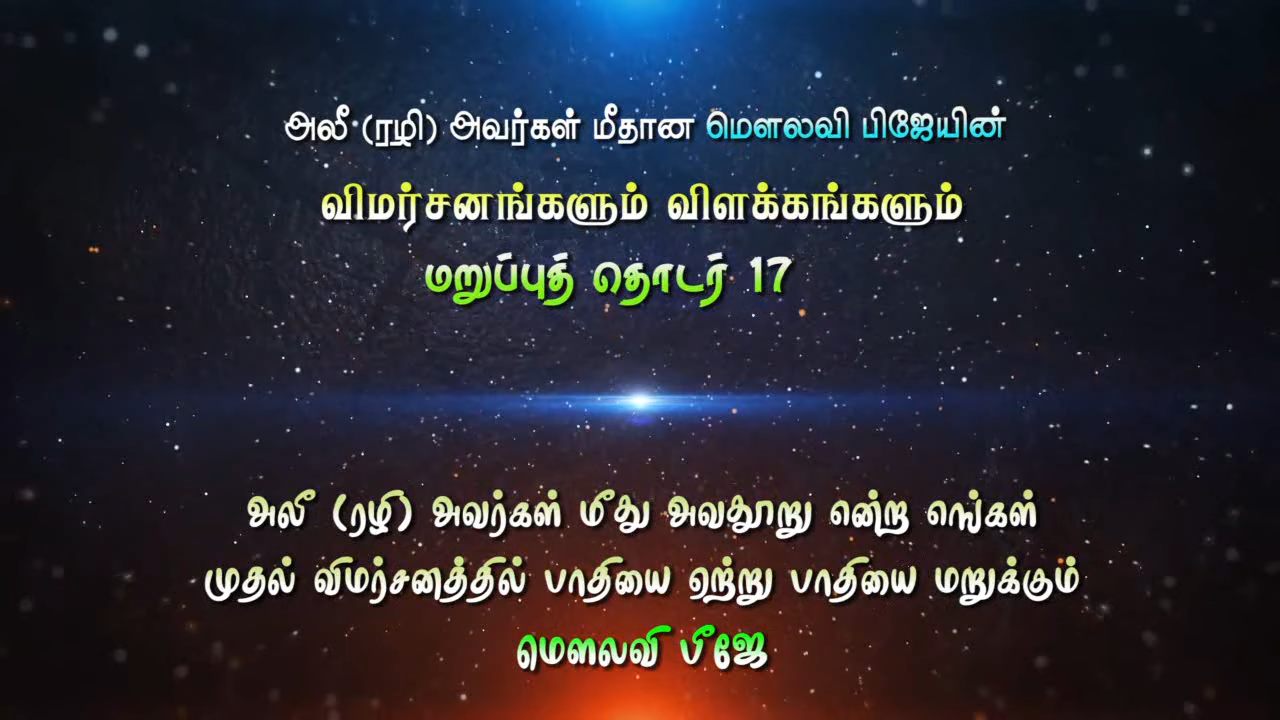 அலீ (ரழி) அவர்கள் மீதான மௌலவி பிஜேயின்
விமர்சனங்களும் விளக்கங்களும்
மறுப்புத் தொடர் 17
அலீ (ரழி) அவர்கள் மீது அவதூறு என்ற எங்கள்
முதல் விமர்சனத்தில் பாதியை ஏற்று பாதியை மறுக்கும்
மௌலவி பீஜே